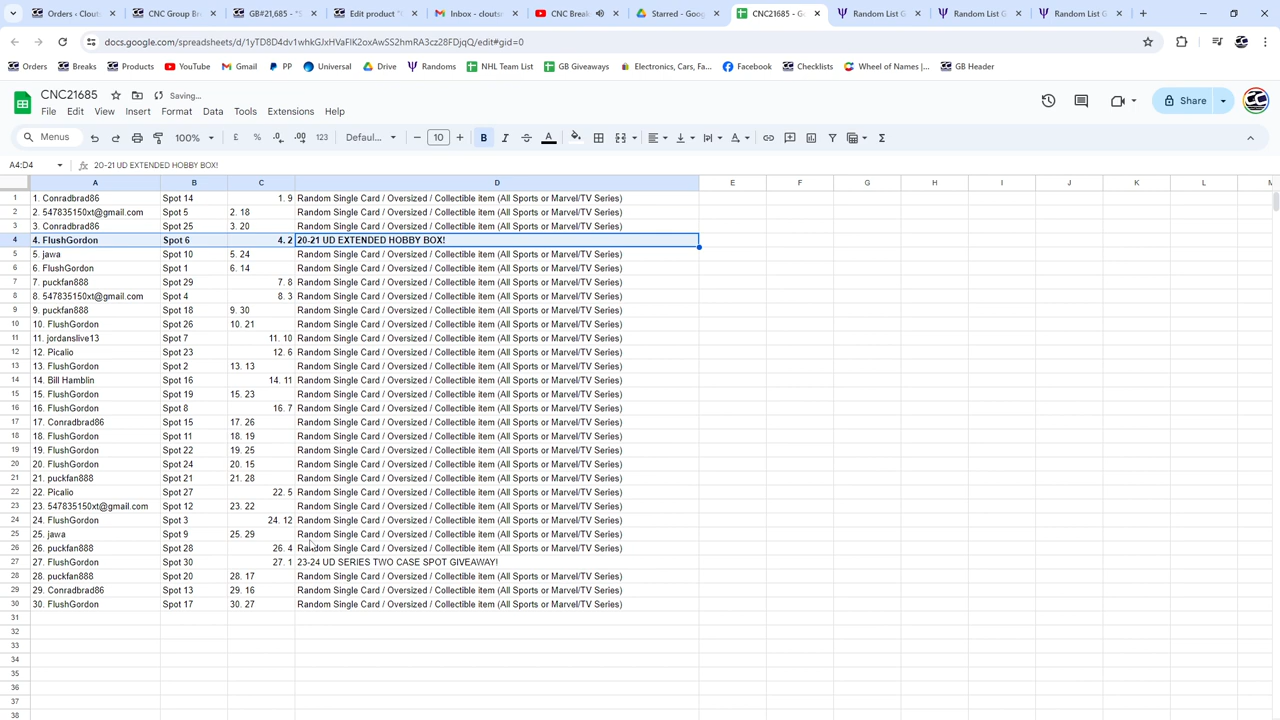 Orders ‹ Clouts
CNC Group Bre
GB#21685 - "S
Edit product "
Inbox - clouts
CNC Break
Starred - Goo
CNC21685 - G
Random List G
Random List G
Random List G
docs.google.com/spreadsheets/d/1yTD8D4dv1whkGJxHVaFlK2oxAwSS2hmRA3cz28FDjqQ/edit#gid=0
Orders Breaks Products YouTube Gmail PP Universal Drive Randoms NHL Team List GB Giveaways Electronics, Cars, Fa... Facebook Checklists Wheel of Names |... GB Header
CNC21685 Saving...
File Edit View Insert Format Data Tools Extensions Help
Share
Menus 100% £ % .0 .00 123 Defaul... 10 B I A
A4:D4 fx 20-21 UD EXTENDED HOBBY BOX!
A B C D E F G H I J K L M
1 1. Conradbrad86 Spot 14 1. 9 Random Single Card / Oversized / Collectible item (All Sports or Marvel/TV Series)
2 2. 547835150xt@gmail.com Spot 5 2. 18 Random Single Card / Oversized / Collectible item (All Sports or Marvel/TV Series)
3 3. Conradbrad86 Spot 25 3. 20 Random Single Card / Oversized / Collectible item (All Sports or Marvel/TV Series)
4 4. FlushGordon Spot 6 4. 2 20-21 UD EXTENDED HOBBY BOX!
5 5. jawa Spot 10 5. 24 Random Single Card / Oversized / Collectible item (All Sports or Marvel/TV Series)
6 6. FlushGordon Spot 1 6. 14 Random Single Card / Oversized / Collectible item (All Sports or Marvel/TV Series)
7 7. puckfan888 Spot 29 7. 8 Random Single Card / Oversized / Collectible item (All Sports or Marvel/TV Series)
8 8. 547835150xt@gmail.com Spot 4 8. 3 Random Single Card / Oversized / Collectible item (All Sports or Marvel/TV Series)
9 9. puckfan888 Spot 18 9. 30 Random Single Card / Oversized / Collectible item (All Sports or Marvel/TV Series)
10 10. FlushGordon Spot 26 10. 21 Random Single Card / Oversized / Collectible item (All Sports or Marvel/TV Series)
11 11. jordanslive13 Spot 7 11. 10 Random Single Card / Oversized / Collectible item (All Sports or Marvel/TV Series)
12 12. Picalio Spot 23 12. 6 Random Single Card / Oversized / Collectible item (All Sports or Marvel/TV Series)
13 13. FlushGordon Spot 2 13. 13 Random Single Card / Oversized / Collectible item (All Sports or Marvel/TV Series)
14 14. Bill Hamblin Spot 16 14. 11 Random Single Card / Oversized / Collectible item (All Sports or Marvel/TV Series)
15 15. FlushGordon Spot 19 15. 23 Random Single Card / Oversized / Collectible item (All Sports or Marvel/TV Series)
16 16. FlushGordon Spot 8 16. 7 Random Single Card / Oversized / Collectible item (All Sports or Marvel/TV Series)
17 17. Conradbrad86 Spot 15 17. 26 Random Single Card / Oversized / Collectible item (All Sports or Marvel/TV Series)
18 18. FlushGordon Spot 11 18. 19 Random Single Card / Oversized / Collectible item (All Sports or Marvel/TV Series)
19 19. FlushGordon Spot 22 19. 25 Random Single Card / Oversized / Collectible item (All Sports or Marvel/TV Series)
20 20. FlushGordon Spot 24 20. 15 Random Single Card / Oversized / Collectible item (All Sports or Marvel/TV Series)
21 21. puckfan888 Spot 21 21. 28 Random Single Card / Oversized / Collectible item (All Sports or Marvel/TV Series)
22 22. Picalio Spot 27 22. 5 Random Single Card / Oversized / Collectible item (All Sports or Marvel/TV Series)
23 23. 547835150xt@gmail.com Spot 12 23. 22 Random Single Card / Oversized / Collectible item (All Sports or Marvel/TV Series)
24 24. FlushGordon Spot 3 24. 12 Random Single Card / Oversized / Collectible item (All Sports or Marvel/TV Series)
25 25. jawa Spot 9 25. 29 Random Single Card / Oversized / Collectible item (All Sports or Marvel/TV Series)
26 26. puckfan888 Spot 28 26. 4 Random Single Card / Oversized / Collectible item (All Sports or Marvel/TV Series)
27 27. FlushGordon Spot 30 27. 1 23-24 UD SERIES TWO CASE SPOT GIVEAWAY!
28 28. puckfan888 Spot 20 28. 17 Random Single Card / Oversized / Collectible item (All Sports or Marvel/TV Series)
29 29. Conradbrad86 Spot 13 29. 16 Random Single Card / Oversized / Collectible item (All Sports or Marvel/TV Series)
30 30. FlushGordon Spot 17 30. 27 Random Single Card / Oversized / Collectible item (All Sports or Marvel/TV Series)
31
32
33
34
35
36
37
38